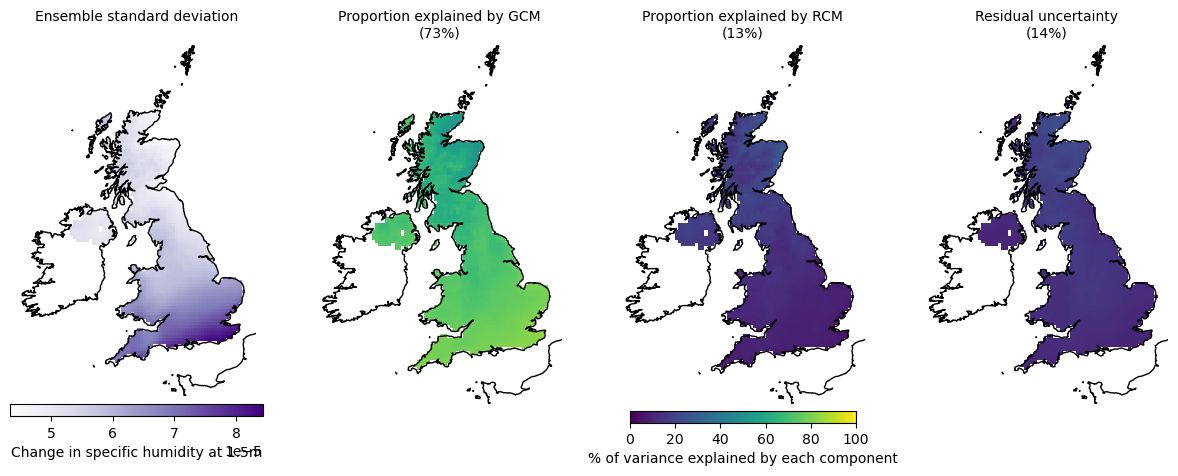 Ensemble standard deviation
Proportion explained by GCM
(73%)
Proportion explained by RCM
(13%)
Residual uncertainty
(14%)
5 6 7 8
1e−5
Change in specific humidity at 1.5m
0 20 40 60 80 100
% of variance explained by each component